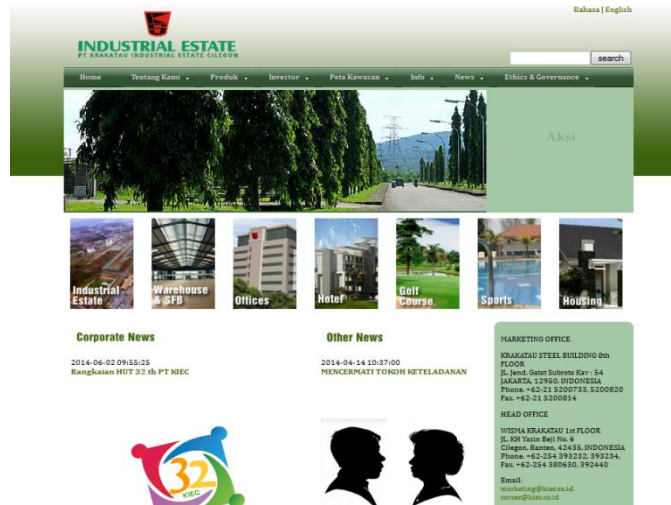 Bahasa | English
INDUSTRIAL ESTATE
PT KRAKATAU INDUSTRIAL ESTATE CILEGON
search
Home Tentang Kami Produk Investor Peta Kawasan Info News Ethics & Governance
Aksi
Industrial Estate
Warehouse & SFB
Offices
Hotel
Golf Course
Sports
Housing
Corporate News
2014-06-02 09:55:25
Rangkaian HUT 32 th PT KIEC
32
KIEC
Other News
2014-04-14 10:37:00
MENCERMATI TOKOH KETELADANAN
MARKETING OFFICE
KRAKATAU STEEL BUILDING 8th
FLOOR
JL. Jend. Gatot Subroto Kav : 54
JAKARTA, 12950, INDONESIA
Phone. +62-21 5200733, 5200820
Fax. +62-21 5200814
HEAD OFFICE
WISMA KRAKATAU 1st FLOOR
JL. KH Yasin Beji No. 6
Cilegon, Banten, 42435, INDONESIA
Phone. +62-254 393232, 393234,
Fax. +62-254 380630, 392440
Email:
marketing@kiec.co.id
corsec@kiec.co.id